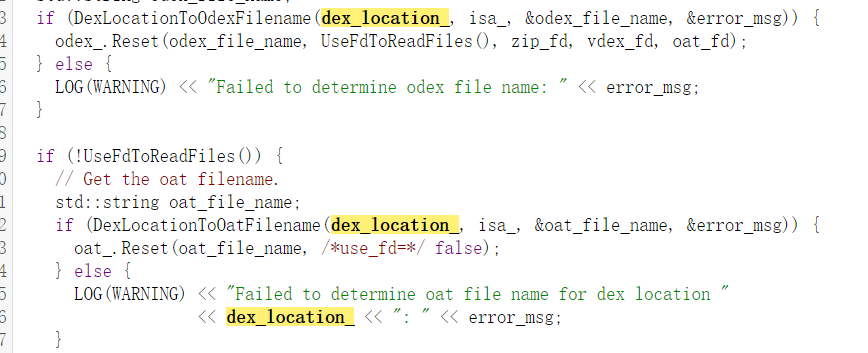 3 if (DexLocationToOdexFilename(dex_location_, isa_, &odex_file_name, &error_msg)) {
4 odex_.Reset(odex_file_name, UseFdToReadFiles(), zip_fd, vdex_fd, oat_fd);
5 } else {
6 LOG(WARNING) << "Failed to determine odex file name: " << error_msg;
7 }
8
9 if (!UseFdToReadFiles()) {
0 // Get the oat filename.
1 std::string oat_file_name;
2 if (DexLocationToOatFilename(dex_location_, isa_, &oat_file_name, &error_msg)) {
3 oat_.Reset(oat_file_name, /*use_fd=*/ false);
4 } else {
5 LOG(WARNING) << "Failed to determine oat file name for dex location "
6 << dex_location_ << ": " << error_msg;
7 }